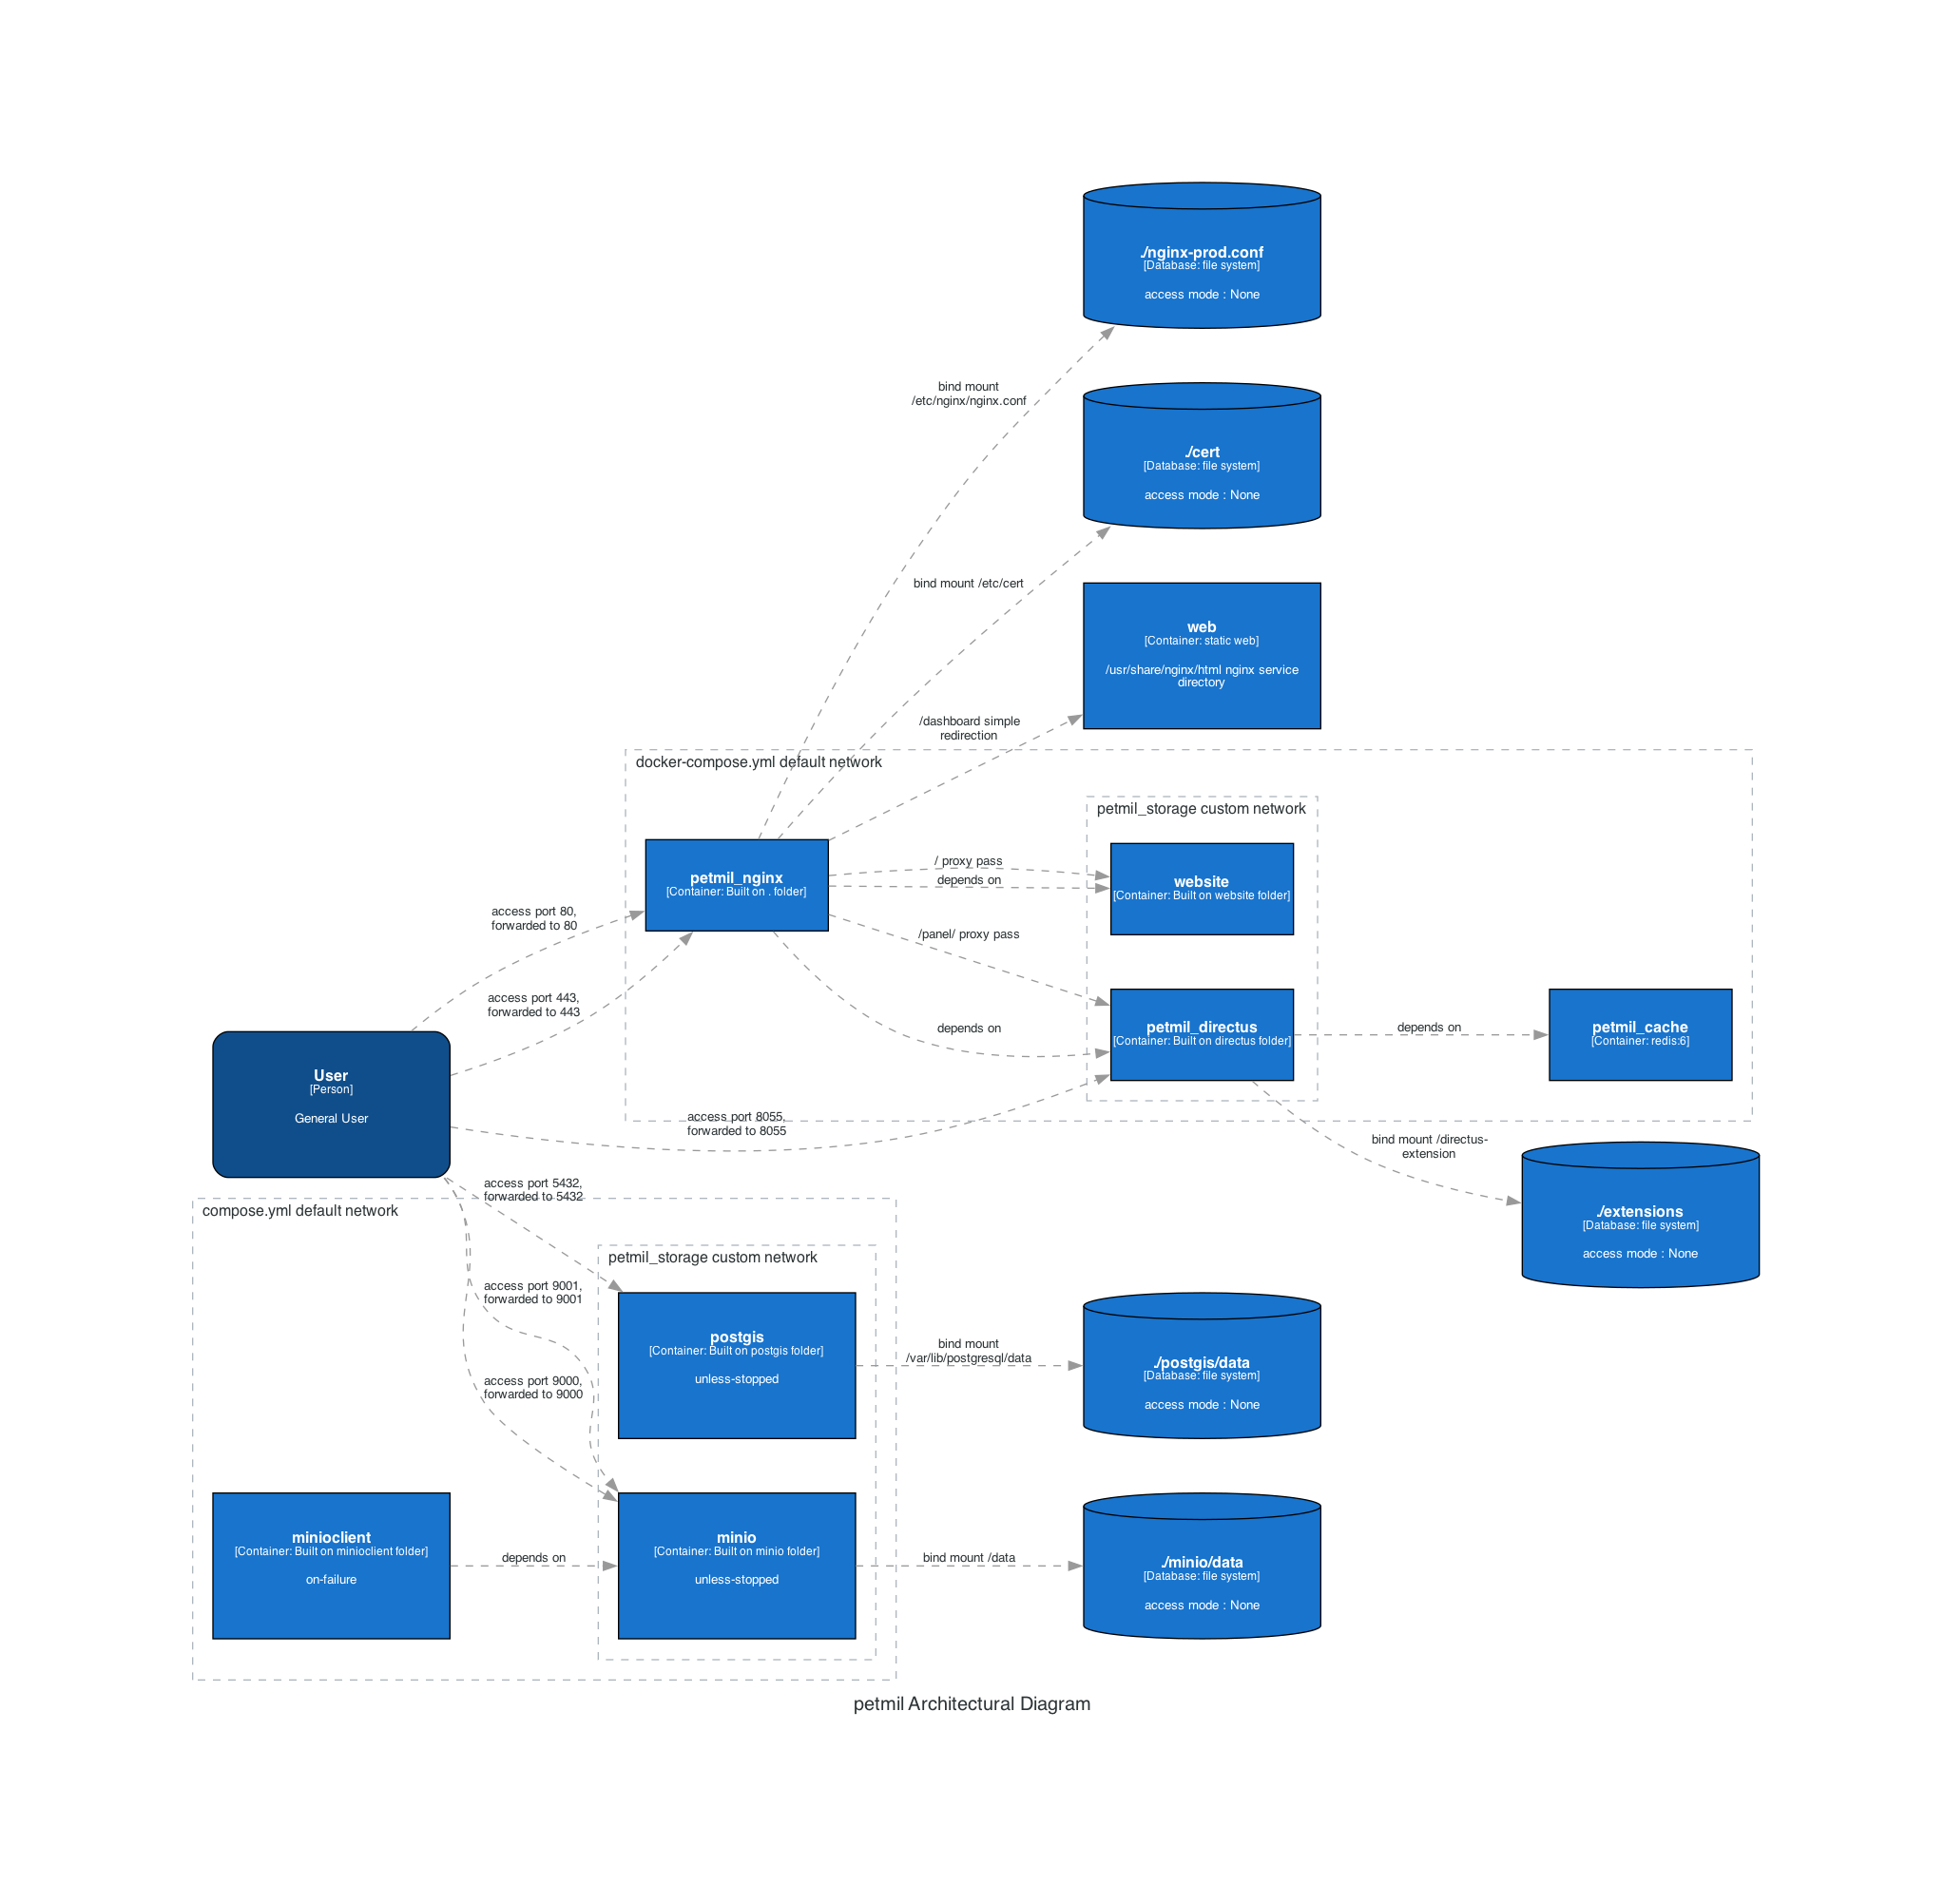 ./nginx-prod.conf
[Database: file system]
access mode : None
bind mount
/etc/nginx/nginx.conf
./cert
[Database: file system]
access mode : None
bind mount /etc/cert
web
[Container: static web]
/usr/share/nginx/html nginx service
directory
/dashboard simple
redirection
docker-compose.yml default network
petmil_storage custom network
petmil_nginx
[Container: Built on . folder]
/ proxy pass
depends on
website
[Container: Built on website folder]
access port 80,
forwarded to 80
/panel/ proxy pass
access port 443,
forwarded to 443
depends on
petmil_directus
[Container: Built on directus folder]
depends on
petmil_cache
[Container: redis:6]
User
[Person]
General User
access port 8055,
forwarded to 8055
bind mount /directus-
extension
./extensions
[Database: file system]
access mode : None
access port 5432,
forwarded to 5432
compose.yml default network
petmil_storage custom network
access port 9001,
forwarded to 9001
postgis
[Container: Built on postgis folder]
unless-stopped
bind mount
/var/lib/postgresql/data
./postgis/data
[Database: file system]
access mode : None
access port 9000,
forwarded to 9000
minioclient
[Container: Built on minioclient folder]
on-failure
depends on
minio
[Container: Built on minio folder]
unless-stopped
bind mount /data
./minio/data
[Database: file system]
access mode : None
petmil Architectural Diagram